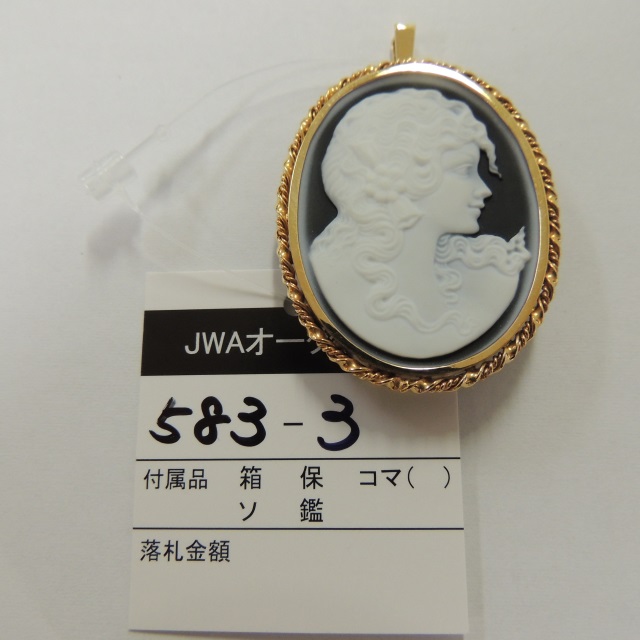 JWAオー
583-3
付属品 箱 保 コマ( )
ソ 鑑
落札金額